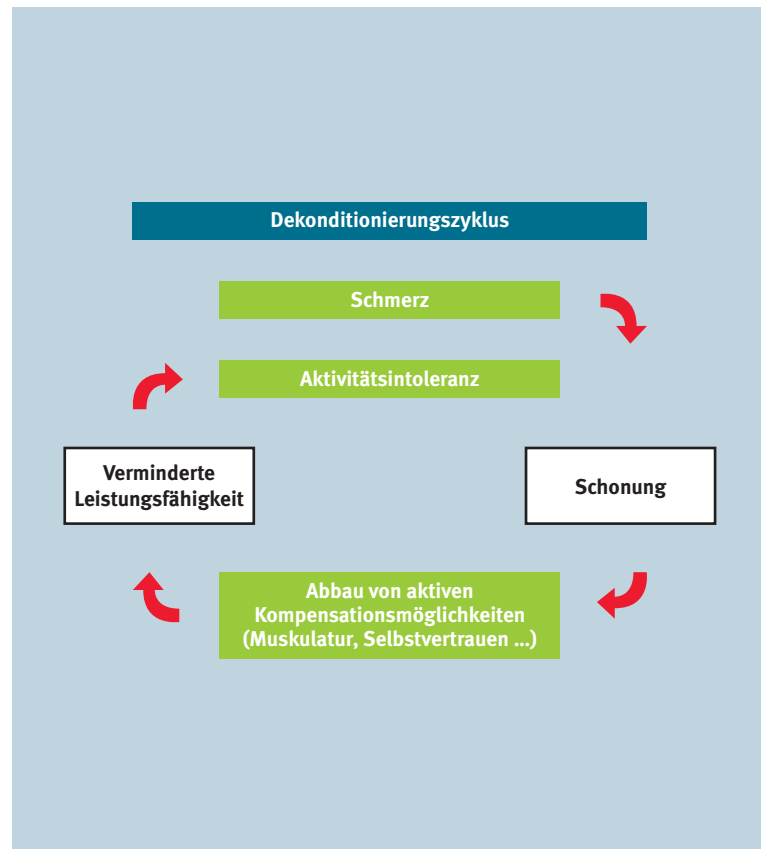 Dekonditionierungszyklus
Schmerz
Aktivitätsintoleranz
Verminderte
Leistungsfähigkeit
Schonung
Abbau von aktiven
Kompensationsmöglichkeiten
(Muskulatur, Selbstvertrauen ...)